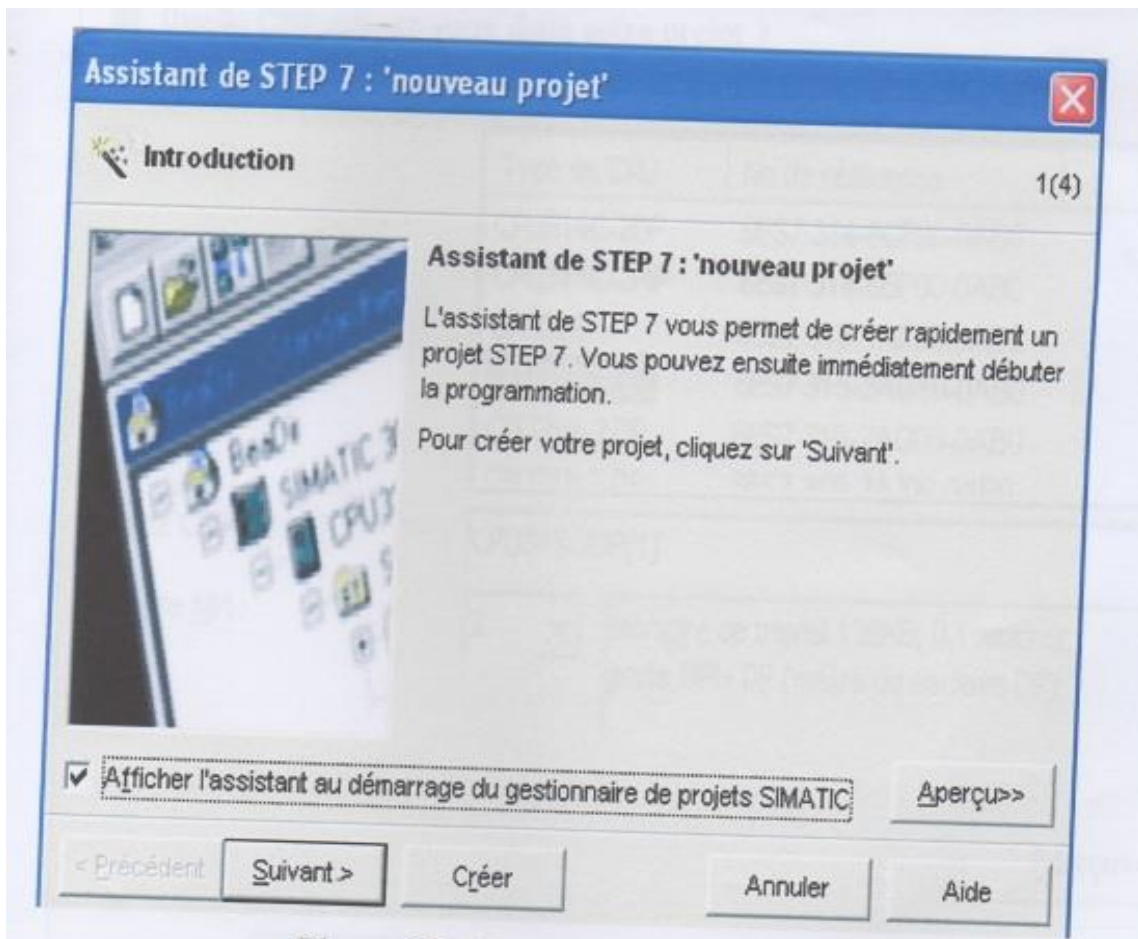 Assistant de STEP 7 : 'nouveau projet'
Introduction
1(4)
Assistant de STEP 7 : 'nouveau projet'
L'assistant de STEP 7 vous permet de créer rapidement un
projet STEP 7. Vous pouvez ensuite immédiatement débuter
la programmation.
Pour créer votre projet, cliquez sur 'Suivant'.
SIMATIC
Afficher l'assistant au démarrage du gestionnaire de projets SIMATIC
Aperçu>>
< Précédent
Suivant >
Créer
Annuler
Aide